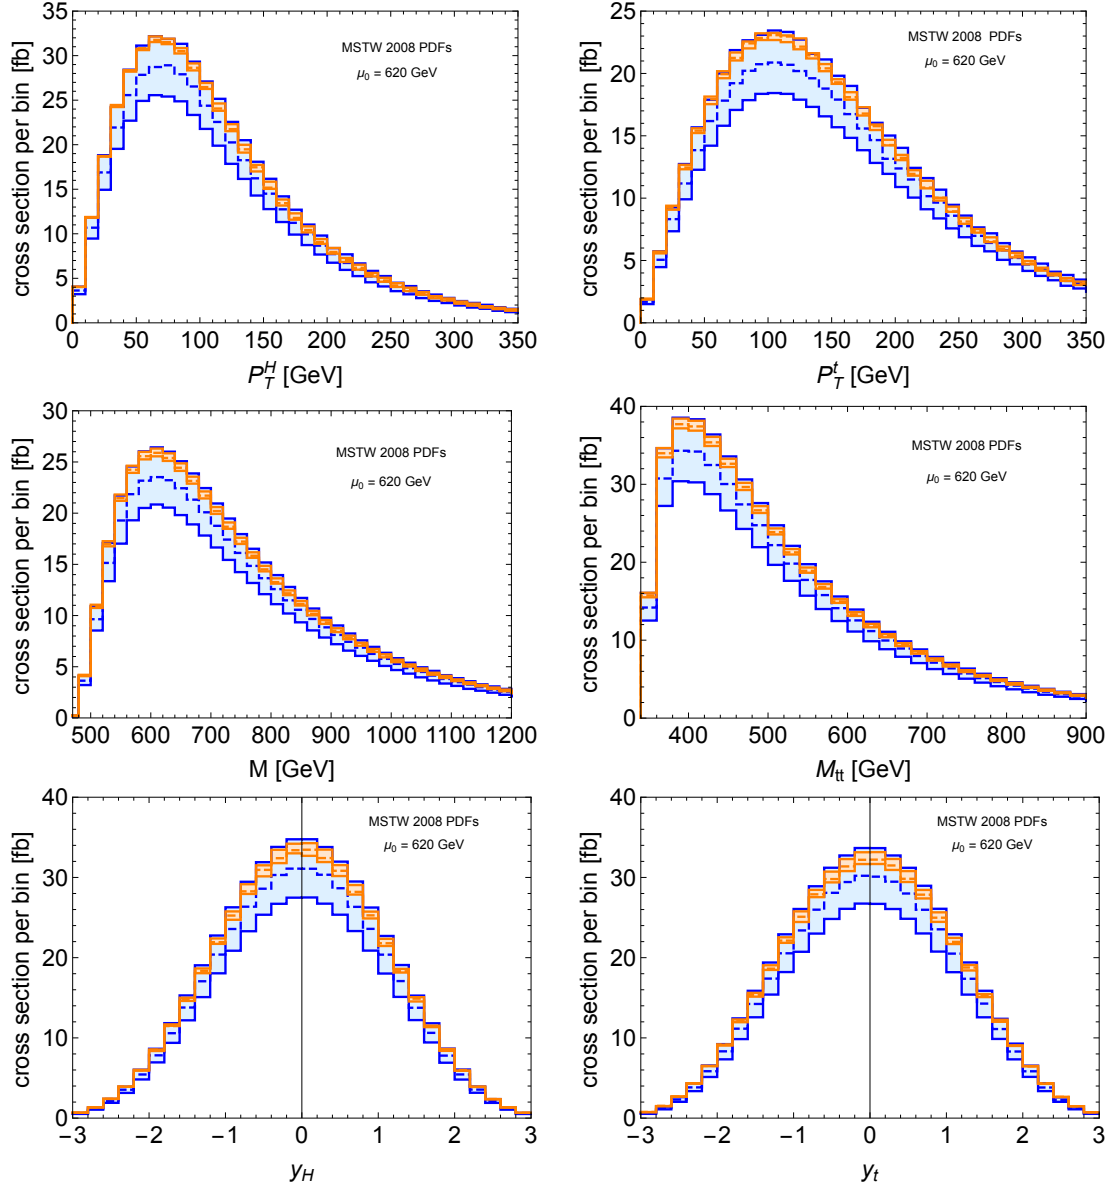 cross section per bin [fb]
35
30
25
20
15
10
5
0
MSTW 2008 PDFs
μ0 = 620 GeV
0 50 100 150 200 250 300 350
P_T^H [GeV]
cross section per bin [fb]
25
20
15
10
5
0
MSTW 2008 PDFs
μ0 = 620 GeV
0 50 100 150 200 250 300 350
P_T^t [GeV]
cross section per bin [fb]
30
25
20
15
10
5
0
MSTW 2008 PDFs
μ0 = 620 GeV
500 600 700 800 900 1000 1100 1200
M [GeV]
cross section per bin [fb]
40
30
20
10
0
MSTW 2008 PDFs
μ0 = 620 GeV
400 500 600 700 800 900
M_tt [GeV]
cross section per bin [fb]
40
30
20
10
0
MSTW 2008 PDFs
μ0 = 620 GeV
−3 −2 −1 0 1 2 3
y_H
cross section per bin [fb]
40
30
20
10
0
MSTW 2008 PDFs
μ0 = 620 GeV
−3 −2 −1 0 1 2 3
y_t